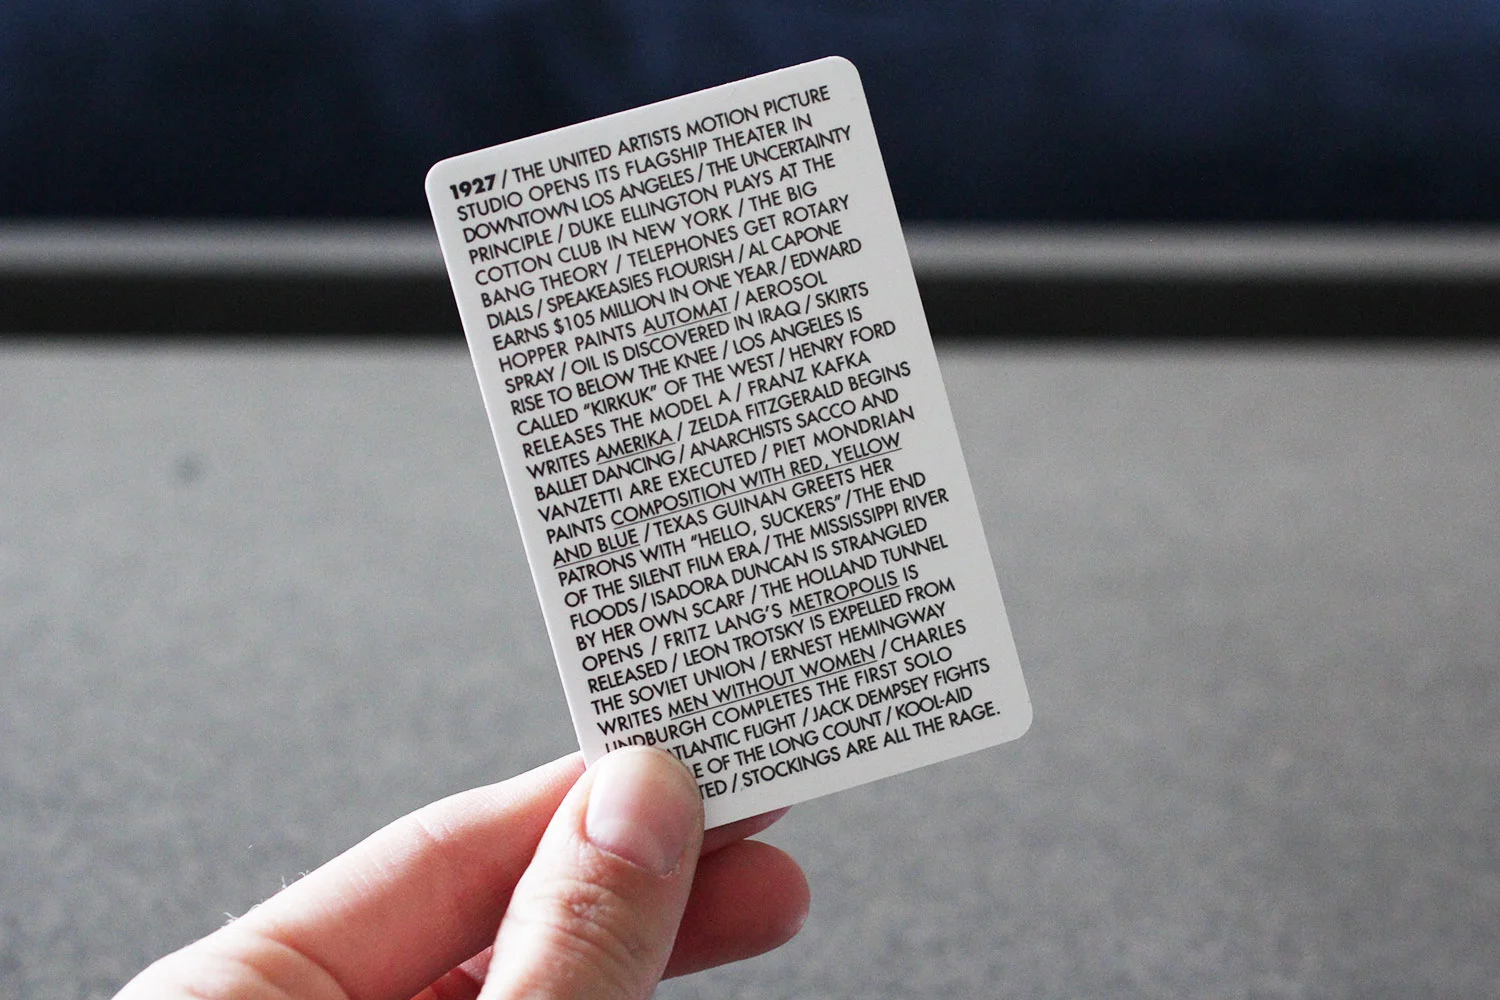 1927 / THE UNITED ARTISTS MOTION PICTURE
STUDIO OPENS ITS FLAGSHIP THEATER IN
DOWNTOWN LOS ANGELES / THE UNCERTAINTY
PRINCIPLE / DUKE ELLINGTON PLAYS AT THE
COTTON CLUB IN NEW YORK / THE BIG
BANG THEORY / TELEPHONES GET ROTARY
DIALS / SPEAKEASIES FLOURISH / AL CAPONE
EARNS $105 MILLION IN ONE YEAR / EDWARD
HOPPER PAINTS AUTOMAT / AEROSOL
SPRAY / OIL IS DISCOVERED IN IRAQ / SKIRTS
RISE TO BELOW THE KNEE / LOS ANGELES IS
CALLED "KIRKUK" OF THE WEST / HENRY FORD
RELEASES THE MODEL A / FRANZ KAFKA
WRITES AMERIKA / ZELDA FITZGERALD BEGINS
BALLET DANCING / ANARCHISTS SACCO AND
VANZETTI ARE EXECUTED / PIET MONDRIAN
PAINTS COMPOSITION WITH RED, YELLOW
AND BLUE / TEXAS GUINAN GREETS HER
PATRONS WITH "HELLO, SUCKERS" / THE END
OF THE SILENT FILM ERA / THE MISSISSIPPI RIVER
FLOODS / ISADORA DUNCAN IS STRANGLED
BY HER OWN SCARF / THE HOLLAND TUNNEL
OPENS / FRITZ LANG'S METROPOLIS IS
RELEASED / LEON TROTSKY IS EXPELLED FROM
THE SOVIET UNION / ERNEST HEMINGWAY
WRITES MEN WITHOUT WOMEN / CHARLES
LINDBURGH COMPLETES THE FIRST SOLO
TLANTIC FLIGHT / JACK DEMPSEY FIGHTS
LE OF THE LONG COUNT / KOOL-AID
TED / STOCKINGS ARE ALL THE RAGE.